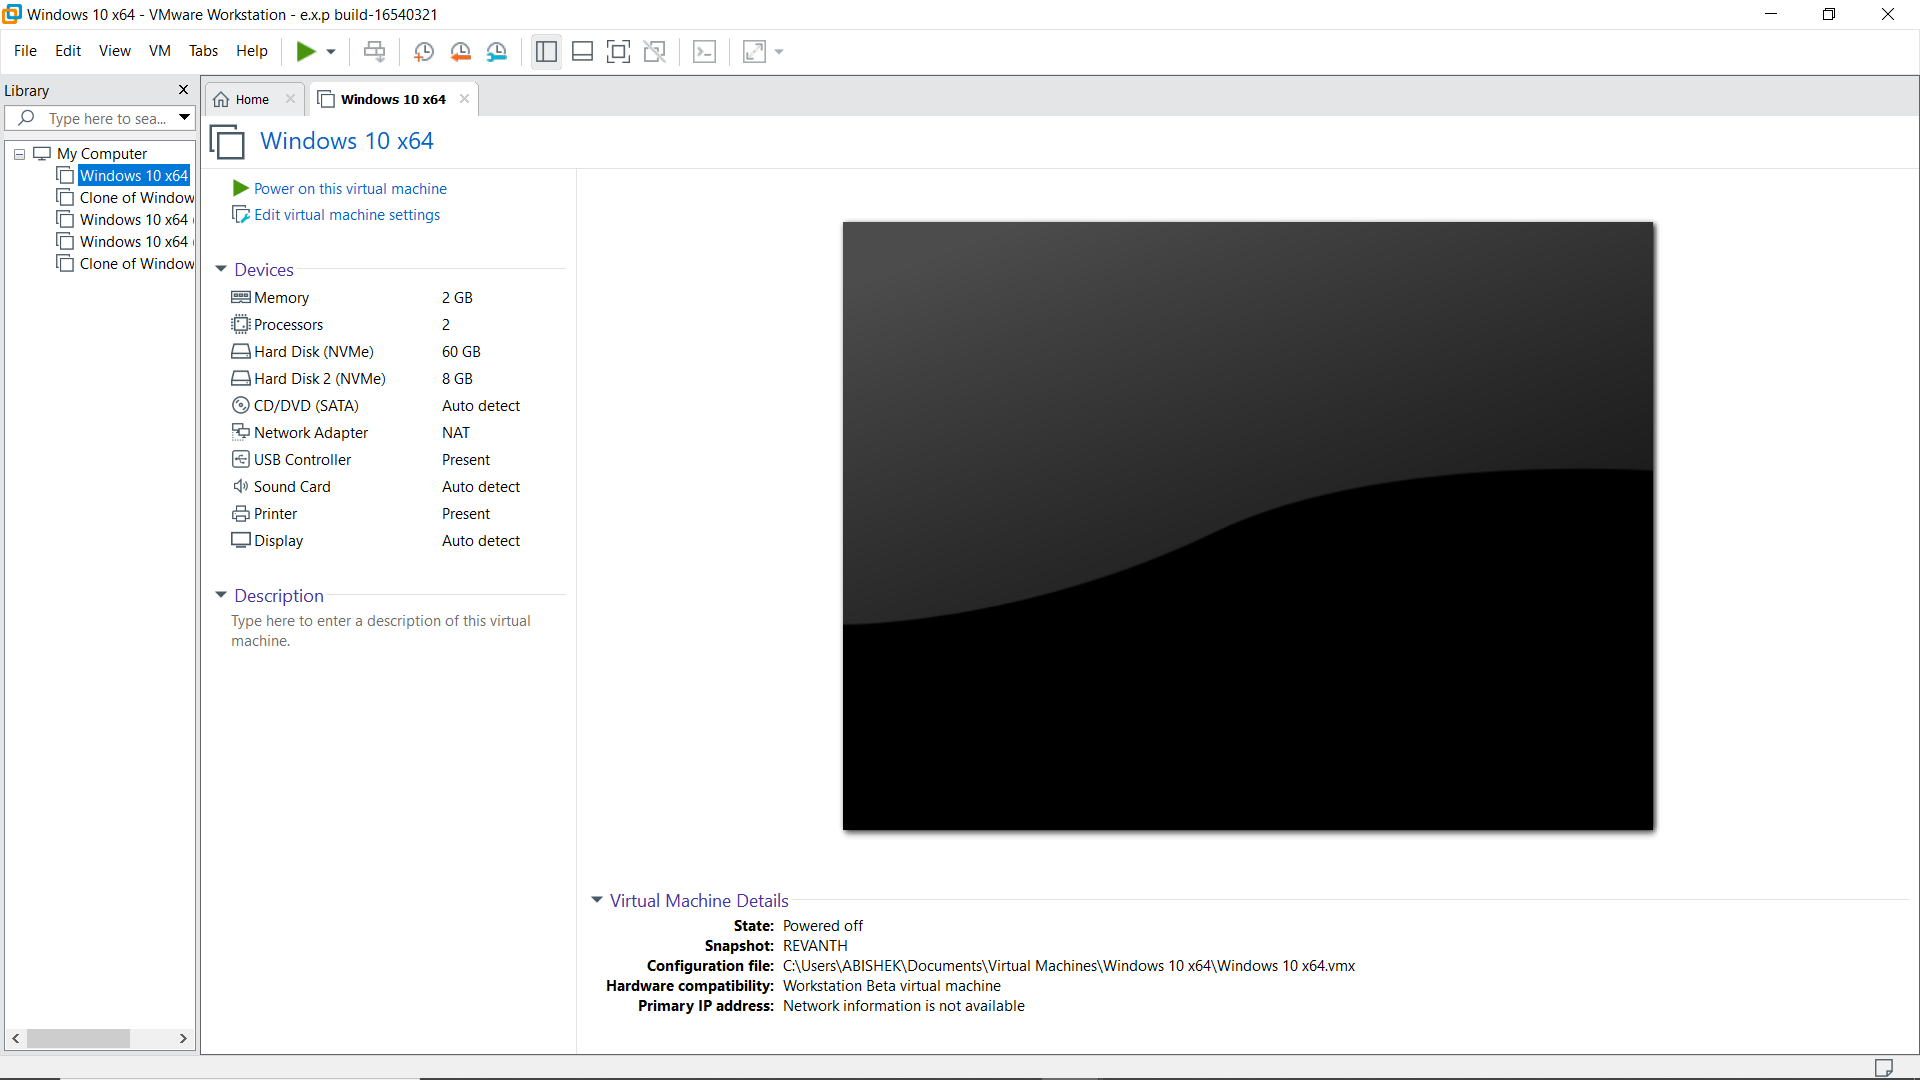 Windows 10 x64 - VMware Workstation - e.x.p build-16540321
File Edit View VM Tabs Help
Library
Type here to sea...
My Computer
Windows 10 x64
Clone of Window
Windows 10 x64
Windows 10 x64
Clone of Window
Home
Windows 10 x64
Windows 10 x64
Power on this virtual machine
Edit virtual machine settings
Devices
Memory 2 GB
Processors 2
Hard Disk (NVMe) 60 GB
Hard Disk 2 (NVMe) 8 GB
CD/DVD (SATA) Auto detect
Network Adapter NAT
USB Controller Present
Sound Card Auto detect
Printer Present
Display Auto detect
Description
Type here to enter a description of this virtual
machine.
Virtual Machine Details
State: Powered off
Snapshot: REVANTH
Configuration file: C:\Users\ABISHEK\Documents\Virtual Machines\Windows 10 x64\Windows 10 x64.vmx
Hardware compatibility: Workstation Beta virtual machine
Primary IP address: Network information is not available